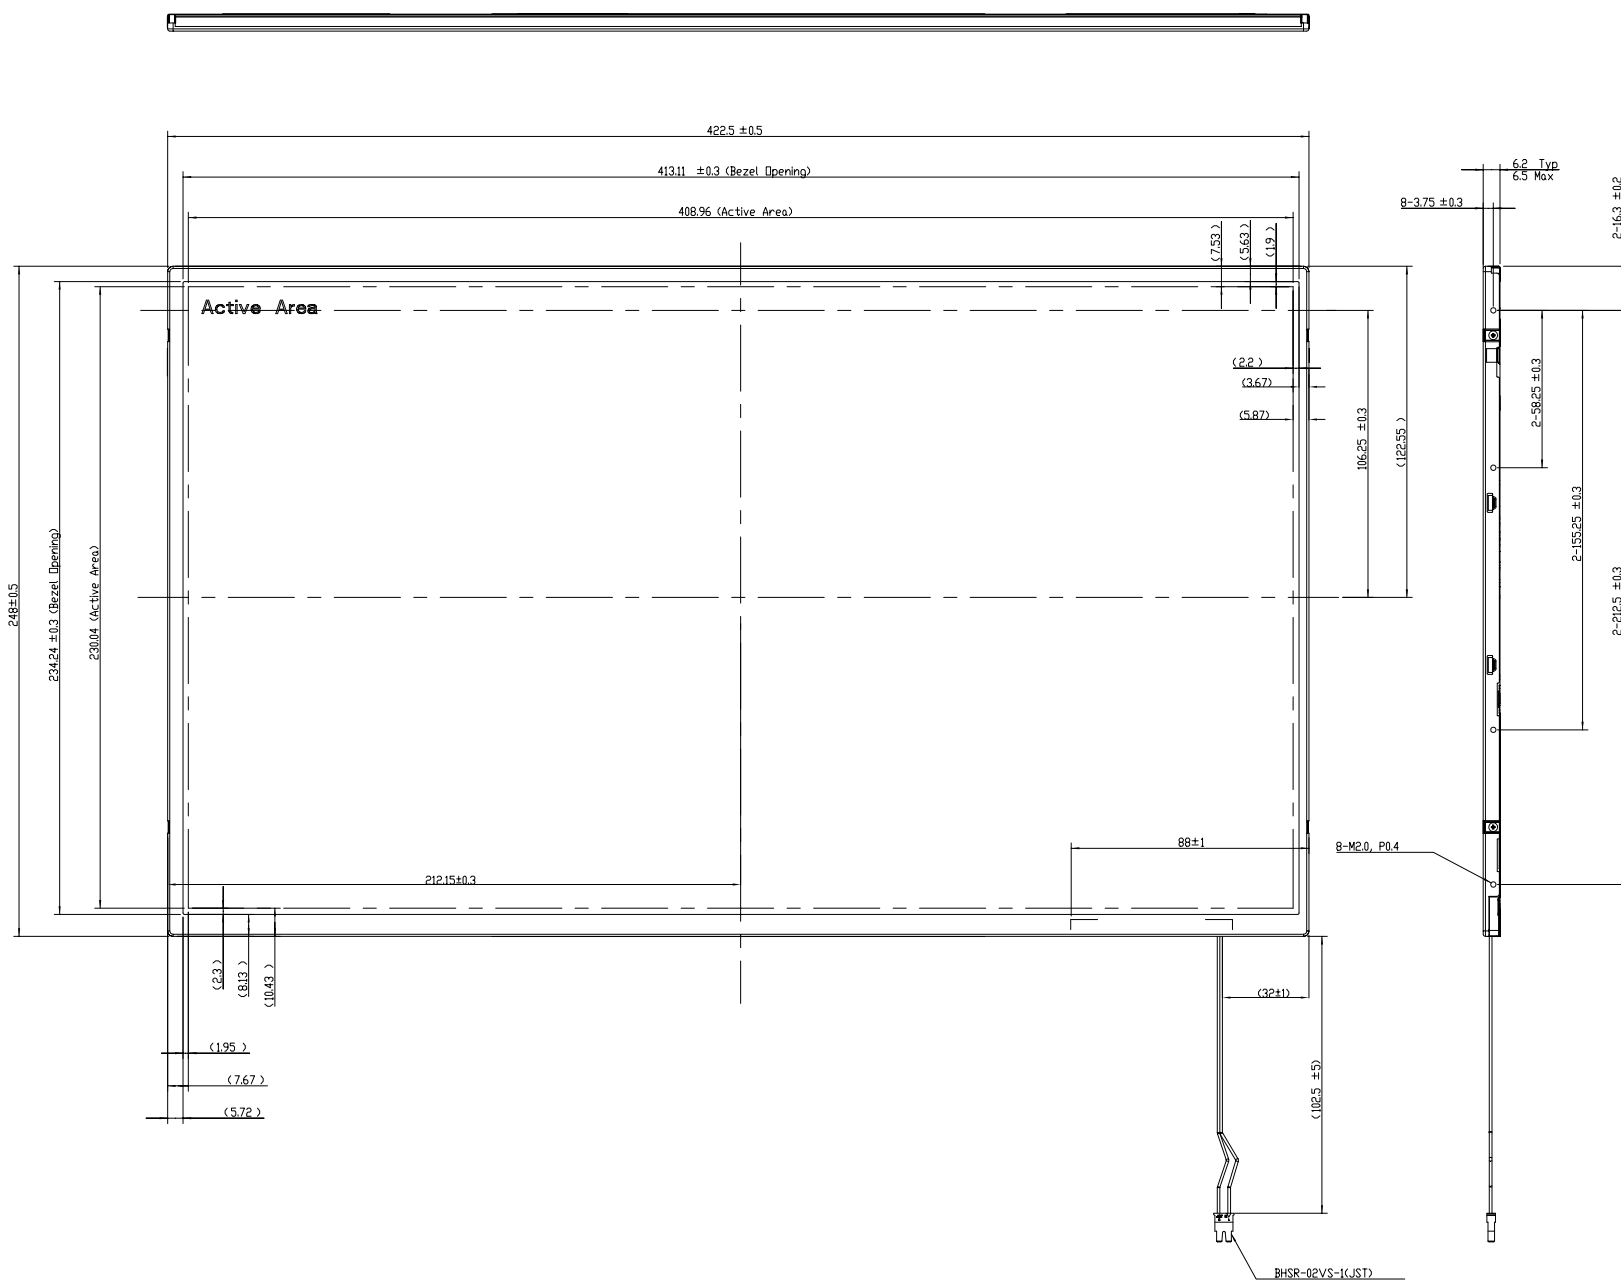 422.5 ±0.5
413.11 ±0.3 (Bezel Opening)
408.96 (Active Area)
6.2 Typ
6.5 Max
8-3.75 ±0.3
2-16.3 ±0.2
(7.53 )
(5.63 )
(1.9 )
Active Area
(2.2 )
(3.67)
(5.87)
106.25 ±0.3
(122.55 )
2-58.25 ±0.3
2-155.25 ±0.3
2-212.5 ±0.3
248±0.5
234.24 ±0.3 (Bezel Opening)
230.04 (Active Area)
88±1
8-M2.0, P0.4
212.15±0.3
(2.3 )
(8.13 )
(10.43 )
(32±1)
(1.95 )
(7.67 )
(5.72 )
(102.5 ±5)
BHSR-02VS-1(JST)